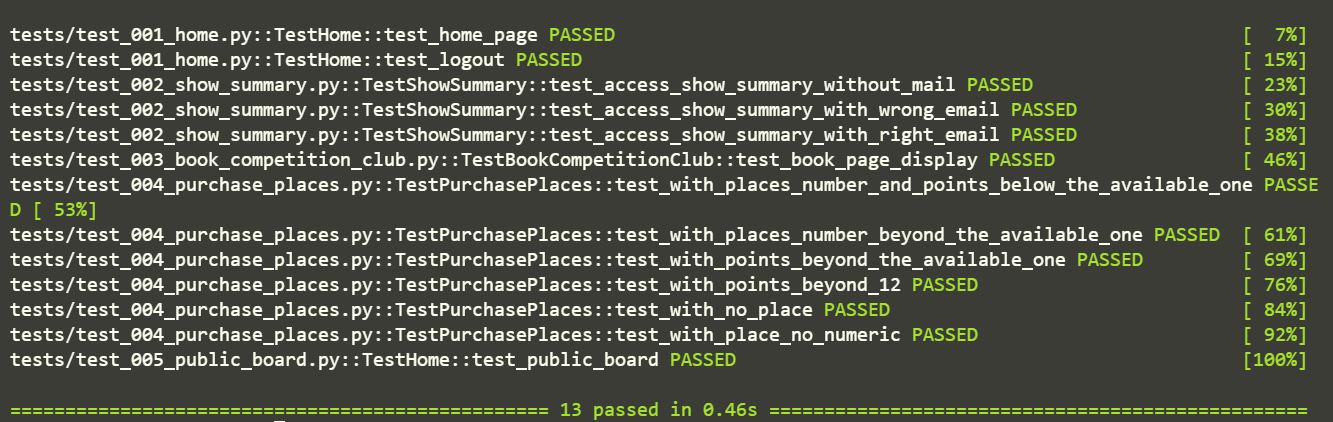 tests/test_001_home.py::TestHome::test_home_page PASSED [  7%]
tests/test_001_home.py::TestHome::test_logout PASSED [ 15%]
tests/test_002_show_summary.py::TestShowSummary::test_access_show_summary_without_mail PASSED [ 23%]
tests/test_002_show_summary.py::TestShowSummary::test_access_show_summary_with_wrong_email PASSED [ 30%]
tests/test_002_show_summary.py::TestShowSummary::test_access_show_summary_with_right_email PASSED [ 38%]
tests/test_003_book_competition_club.py::TestBookCompetitionClub::test_book_page_display PASSED [ 46%]
tests/test_004_purchase_places.py::TestPurchasePlaces::test_with_places_number_and_points_below_the_available_one PASSE
D [ 53%]
tests/test_004_purchase_places.py::TestPurchasePlaces::test_with_places_number_beyond_the_available_one PASSED [ 61%]
tests/test_004_purchase_places.py::TestPurchasePlaces::test_with_points_beyond_the_available_one PASSED [ 69%]
tests/test_004_purchase_places.py::TestPurchasePlaces::test_with_points_beyond_12 PASSED [ 76%]
tests/test_004_purchase_places.py::TestPurchasePlaces::test_with_no_place PASSED [ 84%]
tests/test_004_purchase_places.py::TestPurchasePlaces::test_with_place_no_numeric PASSED [ 92%]
tests/test_005_public_board.py::TestHome::test_public_board PASSED [100%]
================================================= 13 passed in 0.46s =================================================